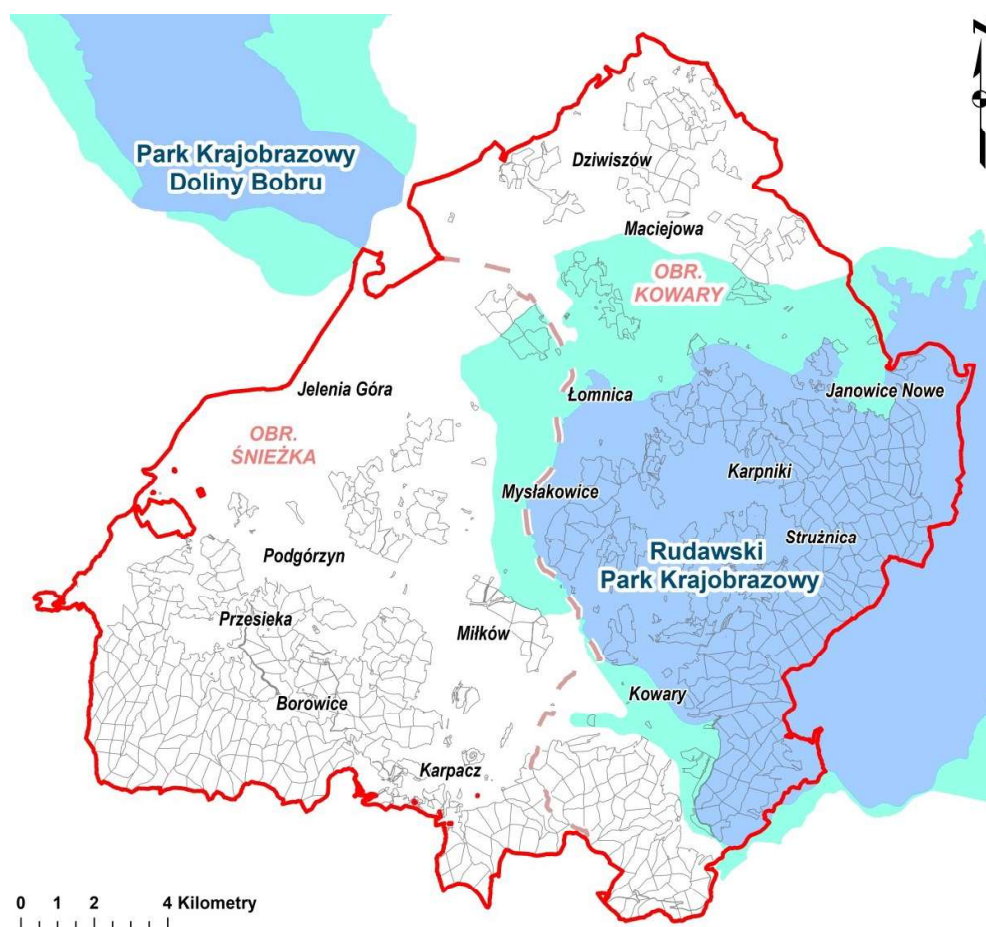 Park Krajobrazowy
Doliny Bobru
Dziwiszów
Maciejowa
OBR.
KOWARY
Jelenia Góra
Łomnica
Janowice Nowe
OBR.
ŚNIEŻKA
Karpniki
Mysłakowice
Strużnica
Podgórzyn
Rudawski
Park Krajobrazowy
Przesieka
Miłków
Kowary
Borowice
Karpacz
0 1 2 4 Kilometry